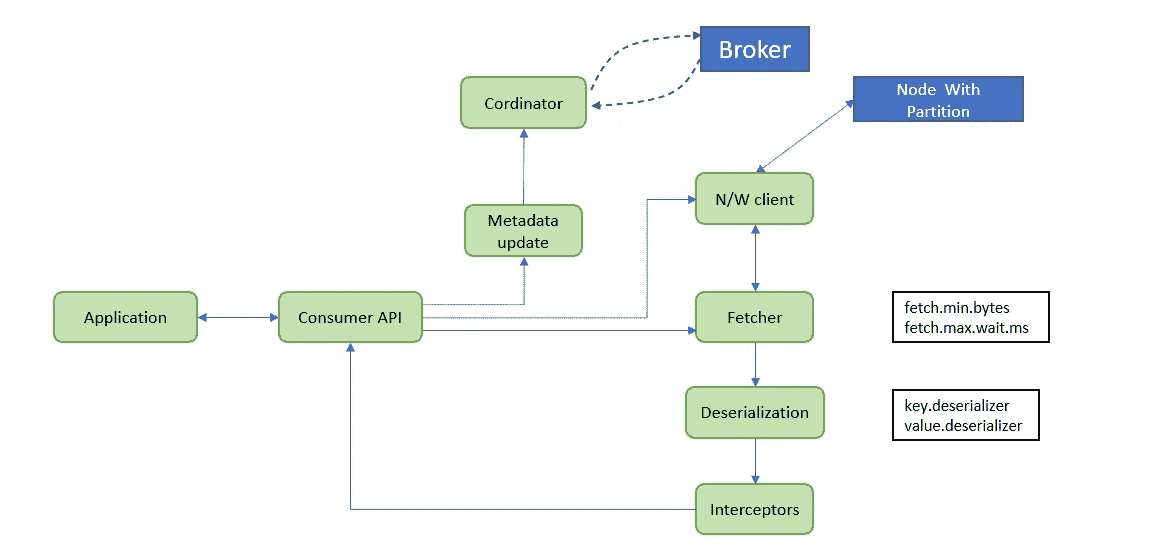 Broker
Cordinator
Node With
Partition
N/W client
Metadata
update
Application
Consumer API
Fetcher
fetch.min.bytes
fetch.max.wait.ms
Deserialization
key.deserializer
value.deserializer
Interceptors